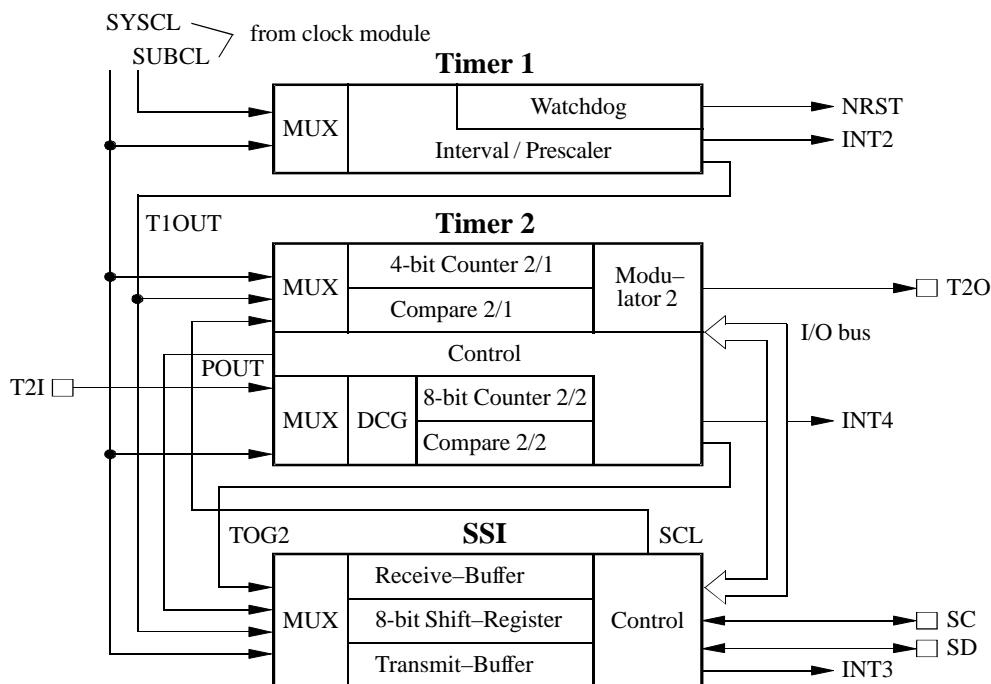 SYSCL
SUBCL
from clock module
Timer 1
MUX
Watchdog
Interval / Prescaler
NRST
INT2
T1OUT
Timer 2
MUX
4-bit Counter 2/1
Compare 2/1
Modu–
lator 2
T2O
I/O bus
Control
POUT
T2I
MUX
DCG
8-bit Counter 2/2
Compare 2/2
INT4
TOG2
SSI
SCL
MUX
Receive–Buffer
8-bit Shift–Register
Transmit–Buffer
Control
SC
SD
INT3